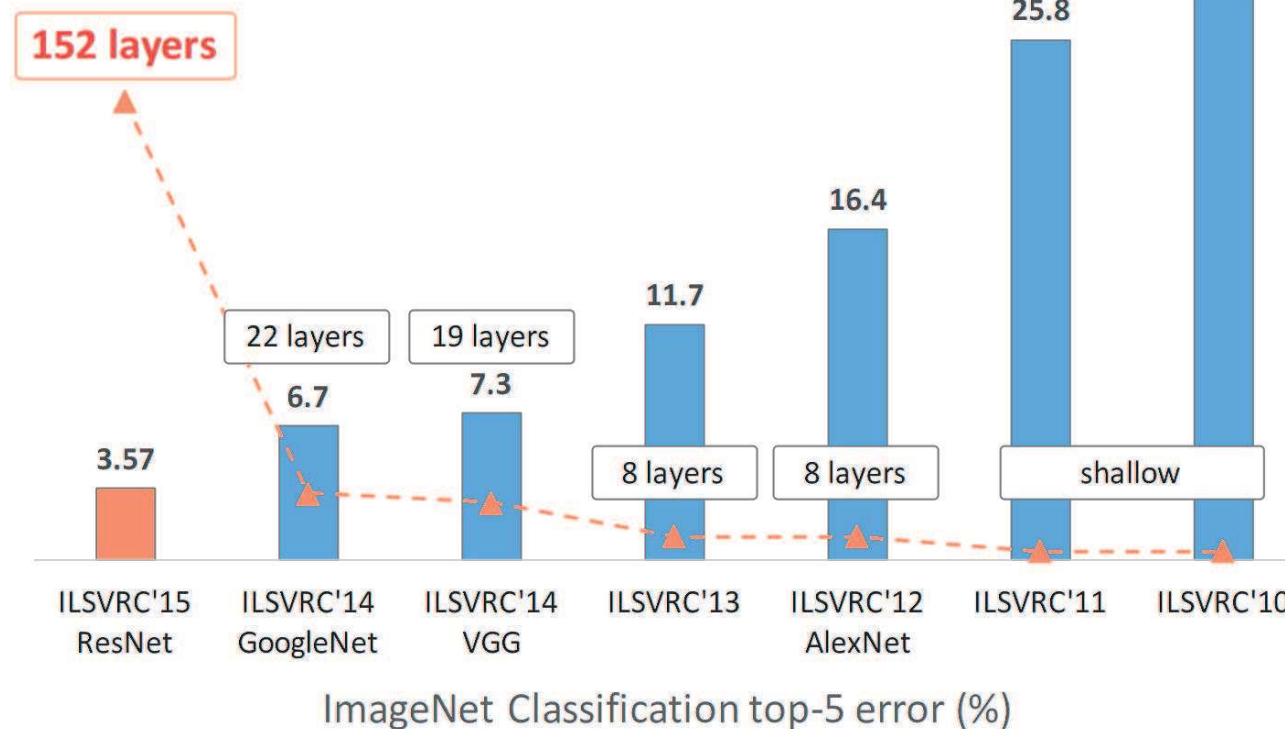 152 layers
25.8
16.4
11.7
22 layers
19 layers
6.7
7.3
3.57
8 layers
8 layers
shallow
ILSVRC'15 ILSVRC'14 ILSVRC'14 ILSVRC'13 ILSVRC'12 ILSVRC'11 ILSVRC'10
ResNet GoogleNet VGG AlexNet
ImageNet Classification top-5 error (%)